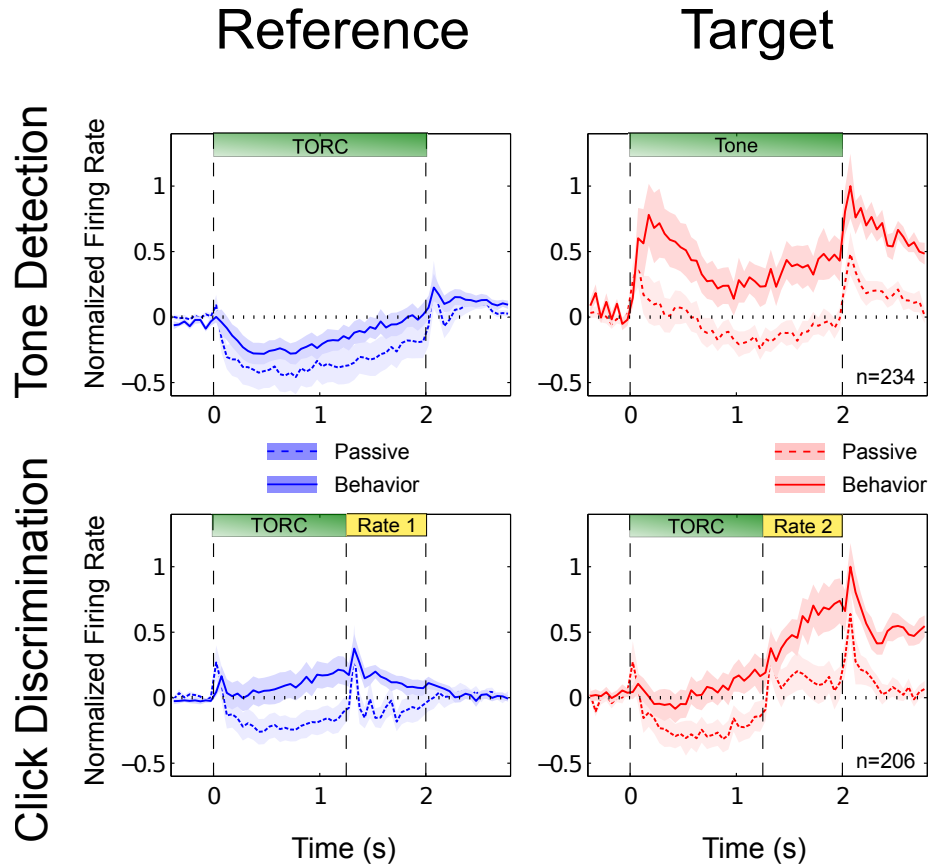 Reference
Target
Tone Detection
Normalized Firing Rate
TORC
1
0.5
0
−0.5
0
1
2
Tone
1
0.5
0
−0.5
n=234
0
1
2
Passive
Behavior
Passive
Behavior
Click Discrimination
Normalized Firing Rate
TORC
Rate 1
1
0.5
0
−0.5
0
1
2
Time (s)
TORC
Rate 2
1
0.5
0
−0.5
n=206
0
1
2
Time (s)